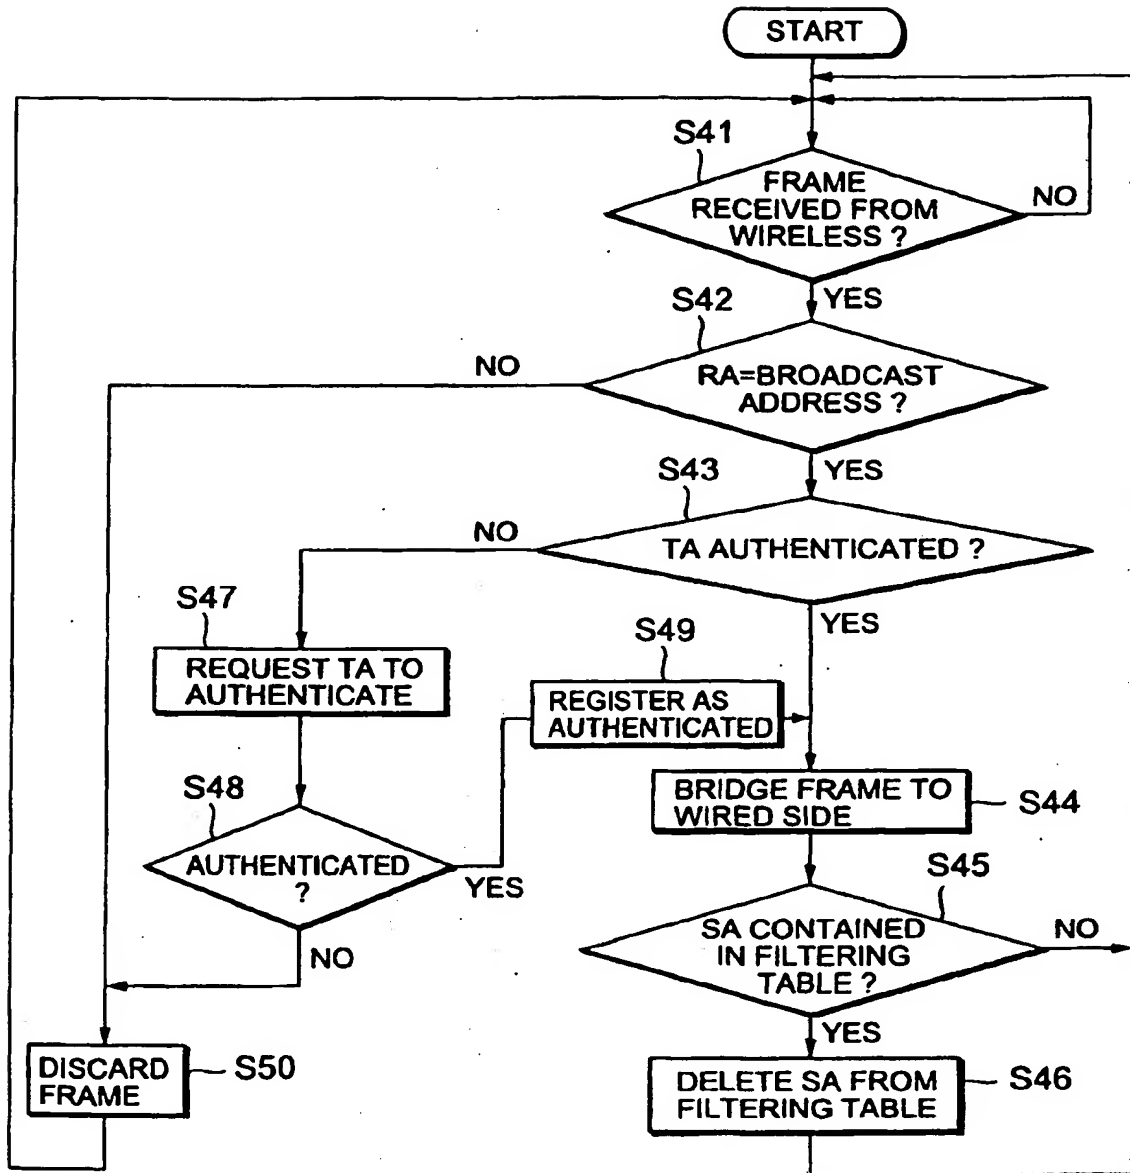 START
S41
FRAME
RECEIVED FROM
WIRELESS ?
NO
YES
S42
NO
RA=BROADCAST
ADDRESS ?
YES
S43
NO
TA AUTHENTICATED ?
YES
S47
REQUEST TA TO
AUTHENTICATE
S49
REGISTER AS
AUTHENTICATED
S48
AUTHENTICATED
?
YES
NO
BRIDGE FRAME TO
WIRED SIDE
S44
S45
SA CONTAINED
IN FILTERING
TABLE ?
NO
YES
DISCARD
FRAME
S50
DELETE SA FROM
FILTERING TABLE
S46